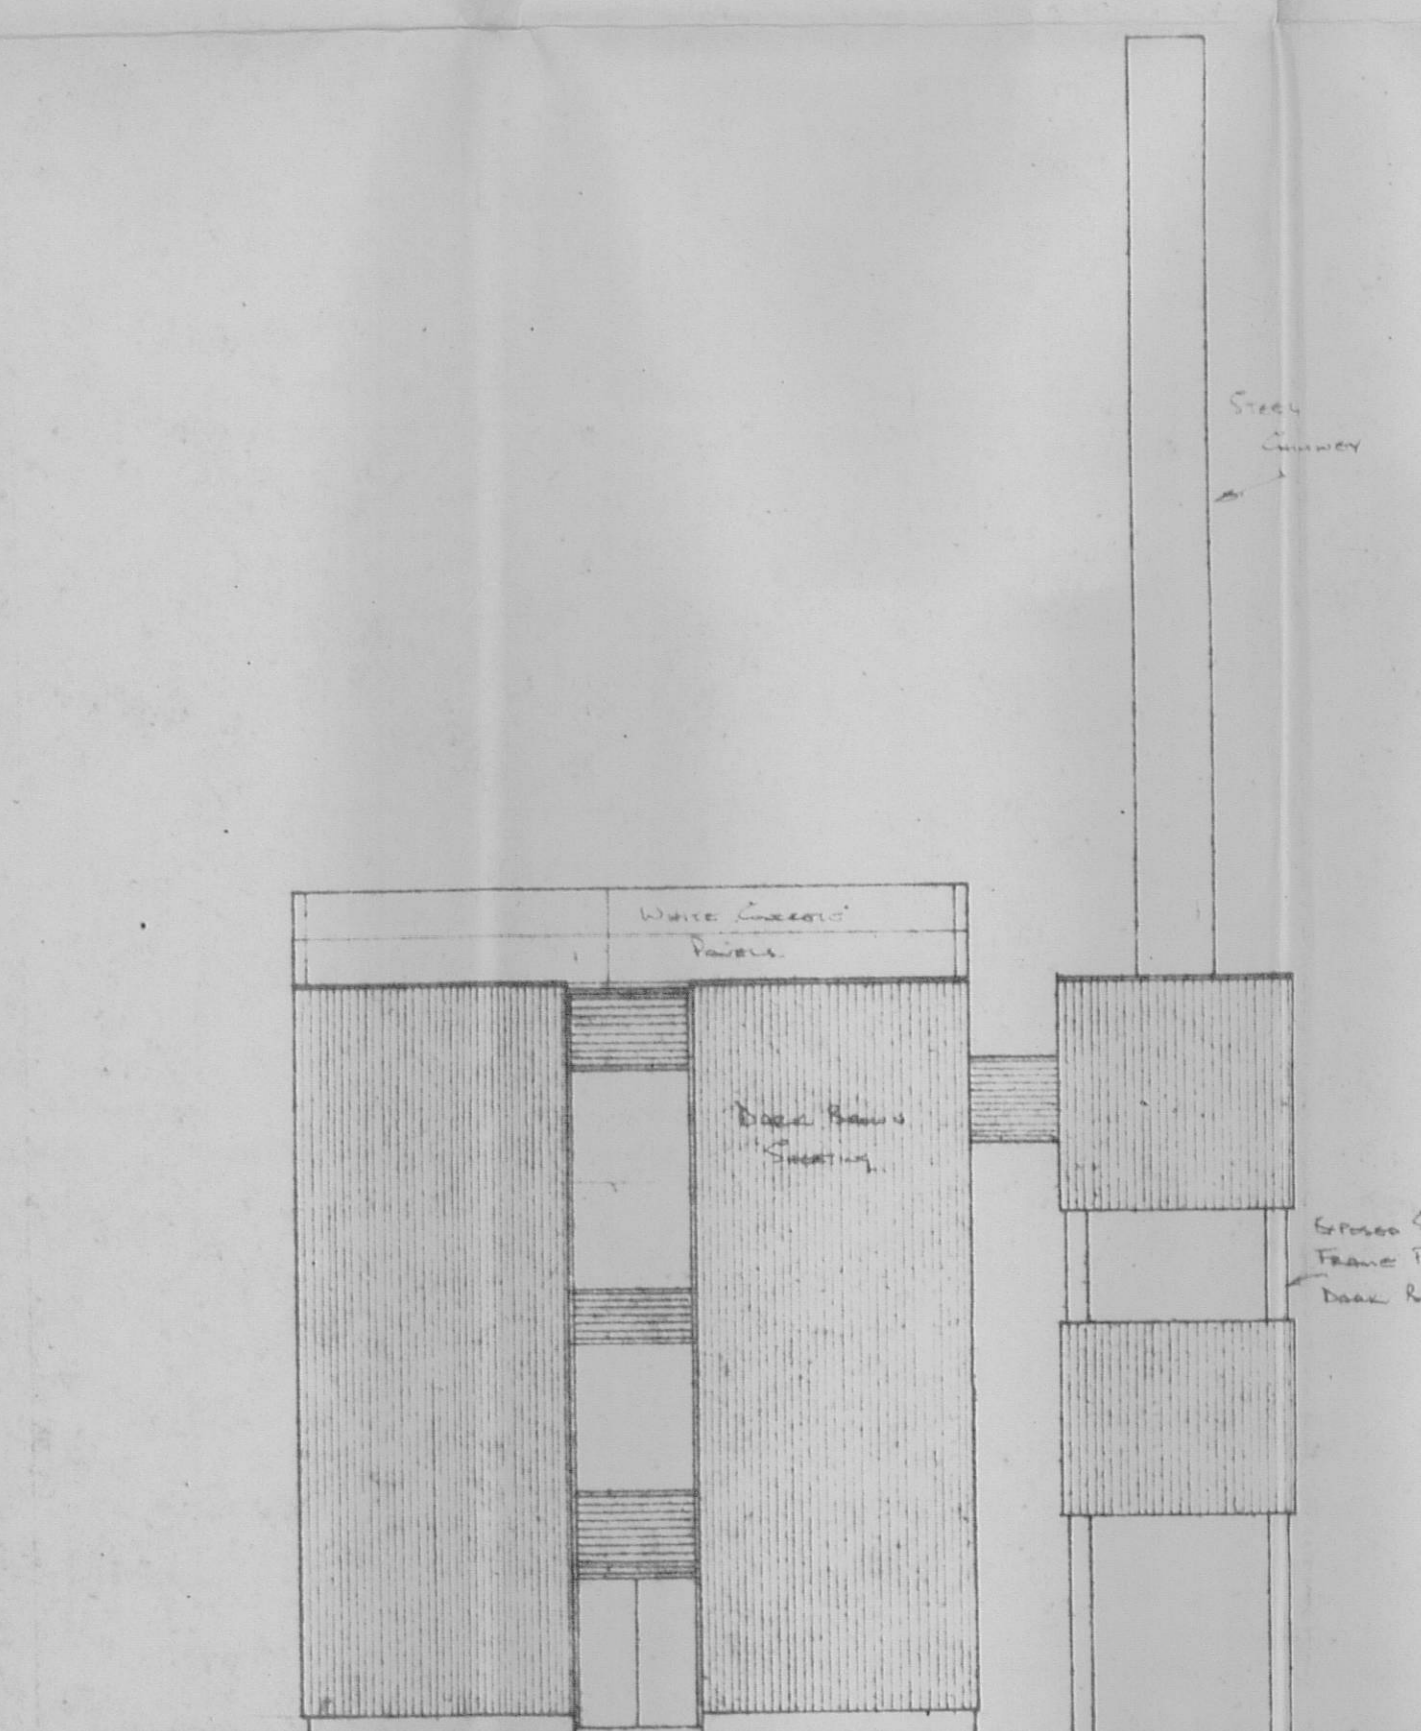 STEEL
CHIMNEY
WHITE CONCRETE
PANELS
DARK BROWN
SHEETING
EXPOSED
FRAME
DARK